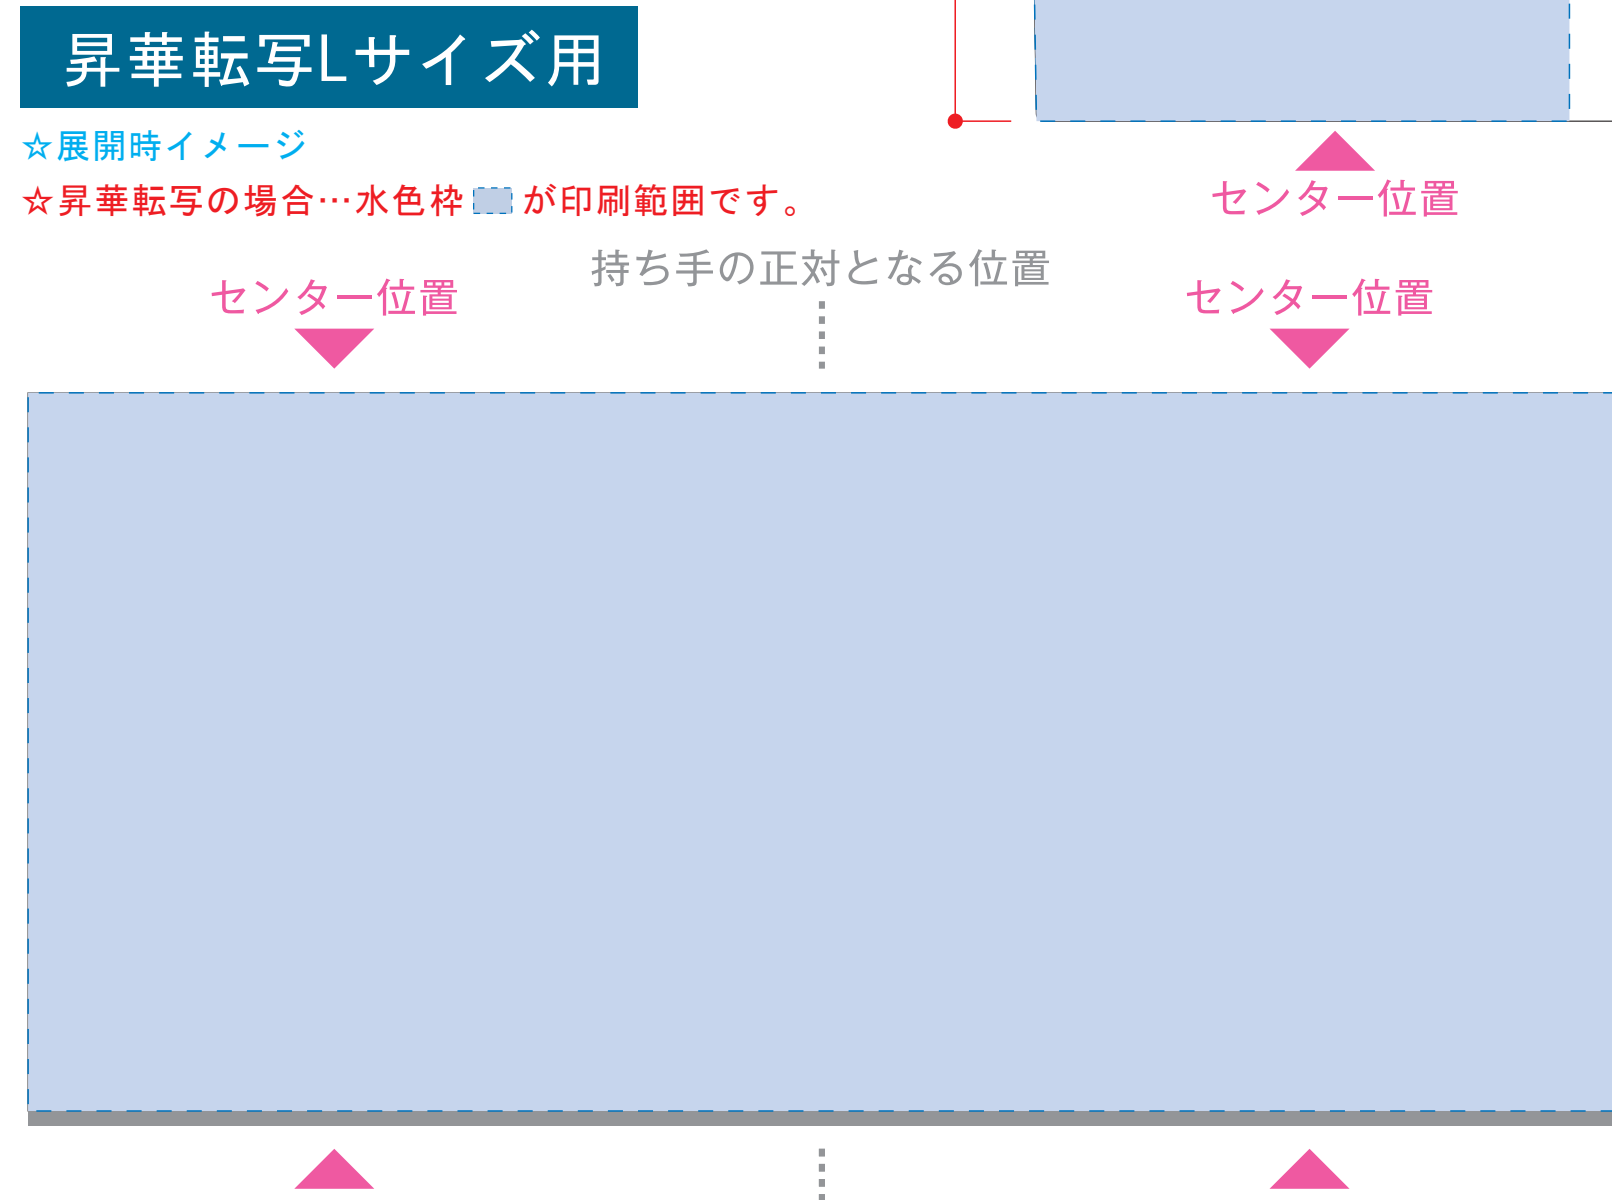 昇華転写Lサイズ用
☆展開時イメージ
☆昇華転写の場合…水色枠 が印刷範囲です。
センター位置
持ち手の正対となる位置
センター位置
センター位置